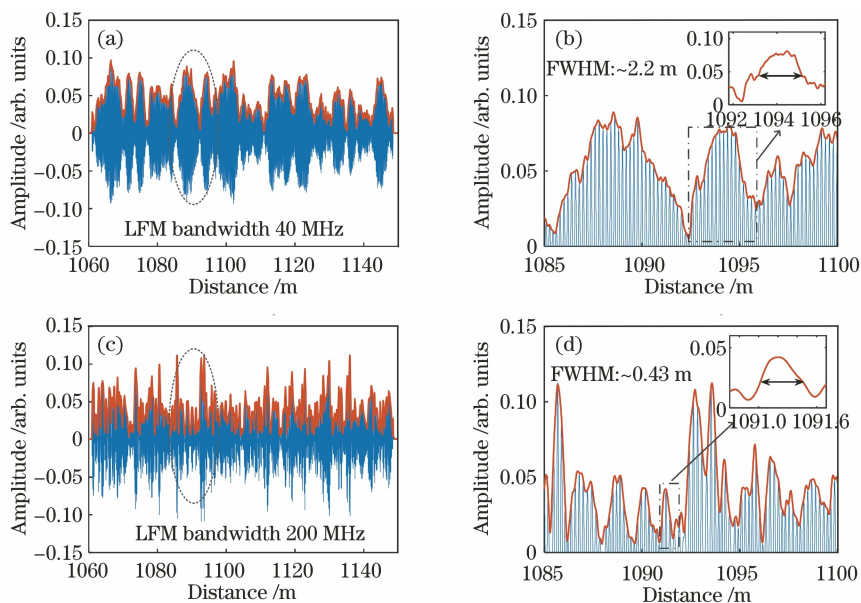 (a)
Amplitude /arb. units
0.15
0.10
0.05
0
−0.05
−0.10
−0.15
LFM bandwidth 40 MHz
1060 1080 1100 1120 1140
Distance /m
(b)
FWHM:~2.2 m
Amplitude /arb. units
0.15
0.10
0.05
0
0.10
0.05
0
1092 1094 1096
1085 1090 1095 1100
Distance /m
(c)
Amplitude /arb. units
0.15
0.10
0.05
0
−0.05
−0.10
−0.15
LFM bandwidth 200 MHz
1060 1080 1100 1120 1140
Distance /m
(d)
FWHM:~0.43 m
Amplitude /arb. units
0.15
0.10
0.05
0
0.05
0
1091.0 1091.6
1085 1090 1095 1100
Distance /m